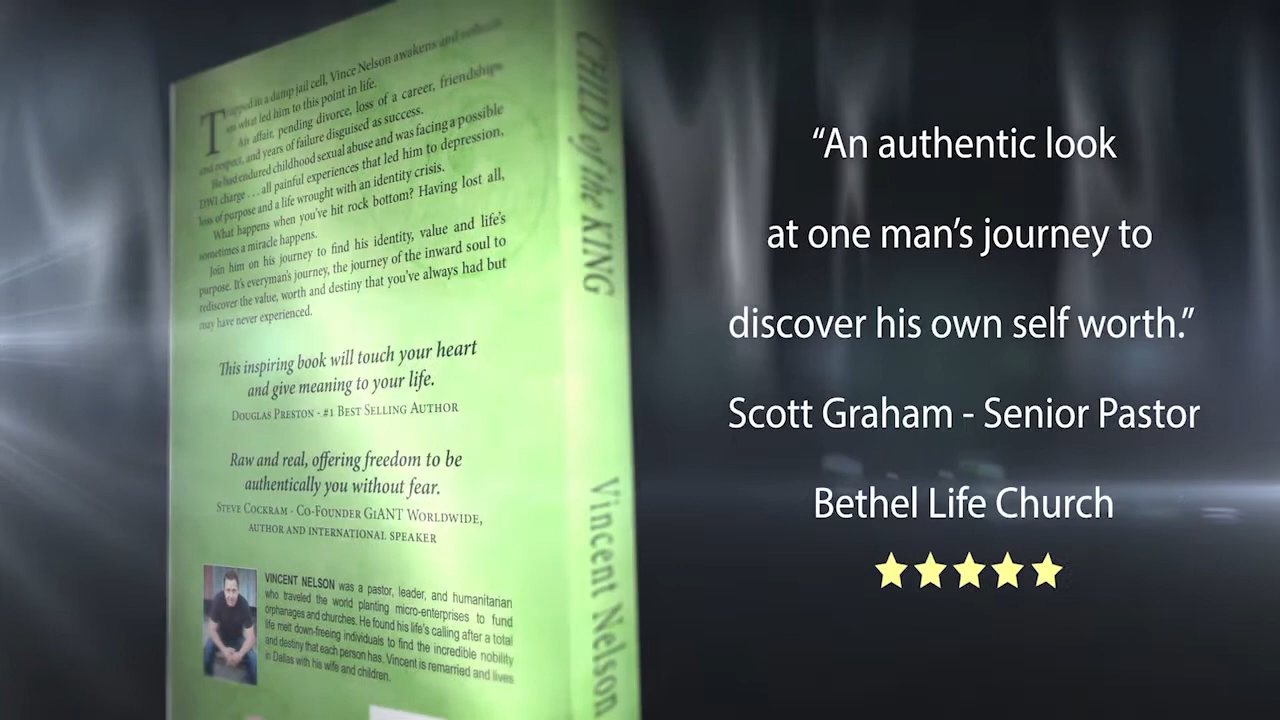 Trapped in a damp jail cell, Vince Nelson awakens and reflects
on what led him to this point in life.
An affair, pending divorce, loss of a career, friendships
and respect, and years of failure disguised as success.
He had endured childhood sexual abuse and was facing a possible
DWI charge . . . all painful experiences that led him to depression,
loss of purpose and a life wrought with an identity crisis.
What happens when you've hit rock bottom? Having lost all,
sometimes a miracle happens.
Join him on his journey to find his identity, value and life's
purpose. It's everyman's journey, the journey of the inward soul to
rediscover the value, worth and destiny that you've always had but
may have never experienced.
This inspiring book will touch your heart
and give meaning to your life.
Douglas Preston - #1 Best Selling Author
Raw and real, offering freedom to be
authentically you without fear.
Steve Cockram - Co-Founder GiANT Worldwide,
author and international speaker
VINCENT NELSON was a pastor, leader, and humanitarian
who traveled the world planting micro-enterprises to fund
orphanages and churches. He found his life's calling after a total
life melt down-freeing individuals to find the incredible nobility
and destiny that each person has. Vincent is remarried and lives
in Dallas with his wife and children.
CHILD of the KING
Vincent Nelson
“An authentic look
at one man’s journey to
discover his own self worth.”
Scott Graham - Senior Pastor
Bethel Life Church